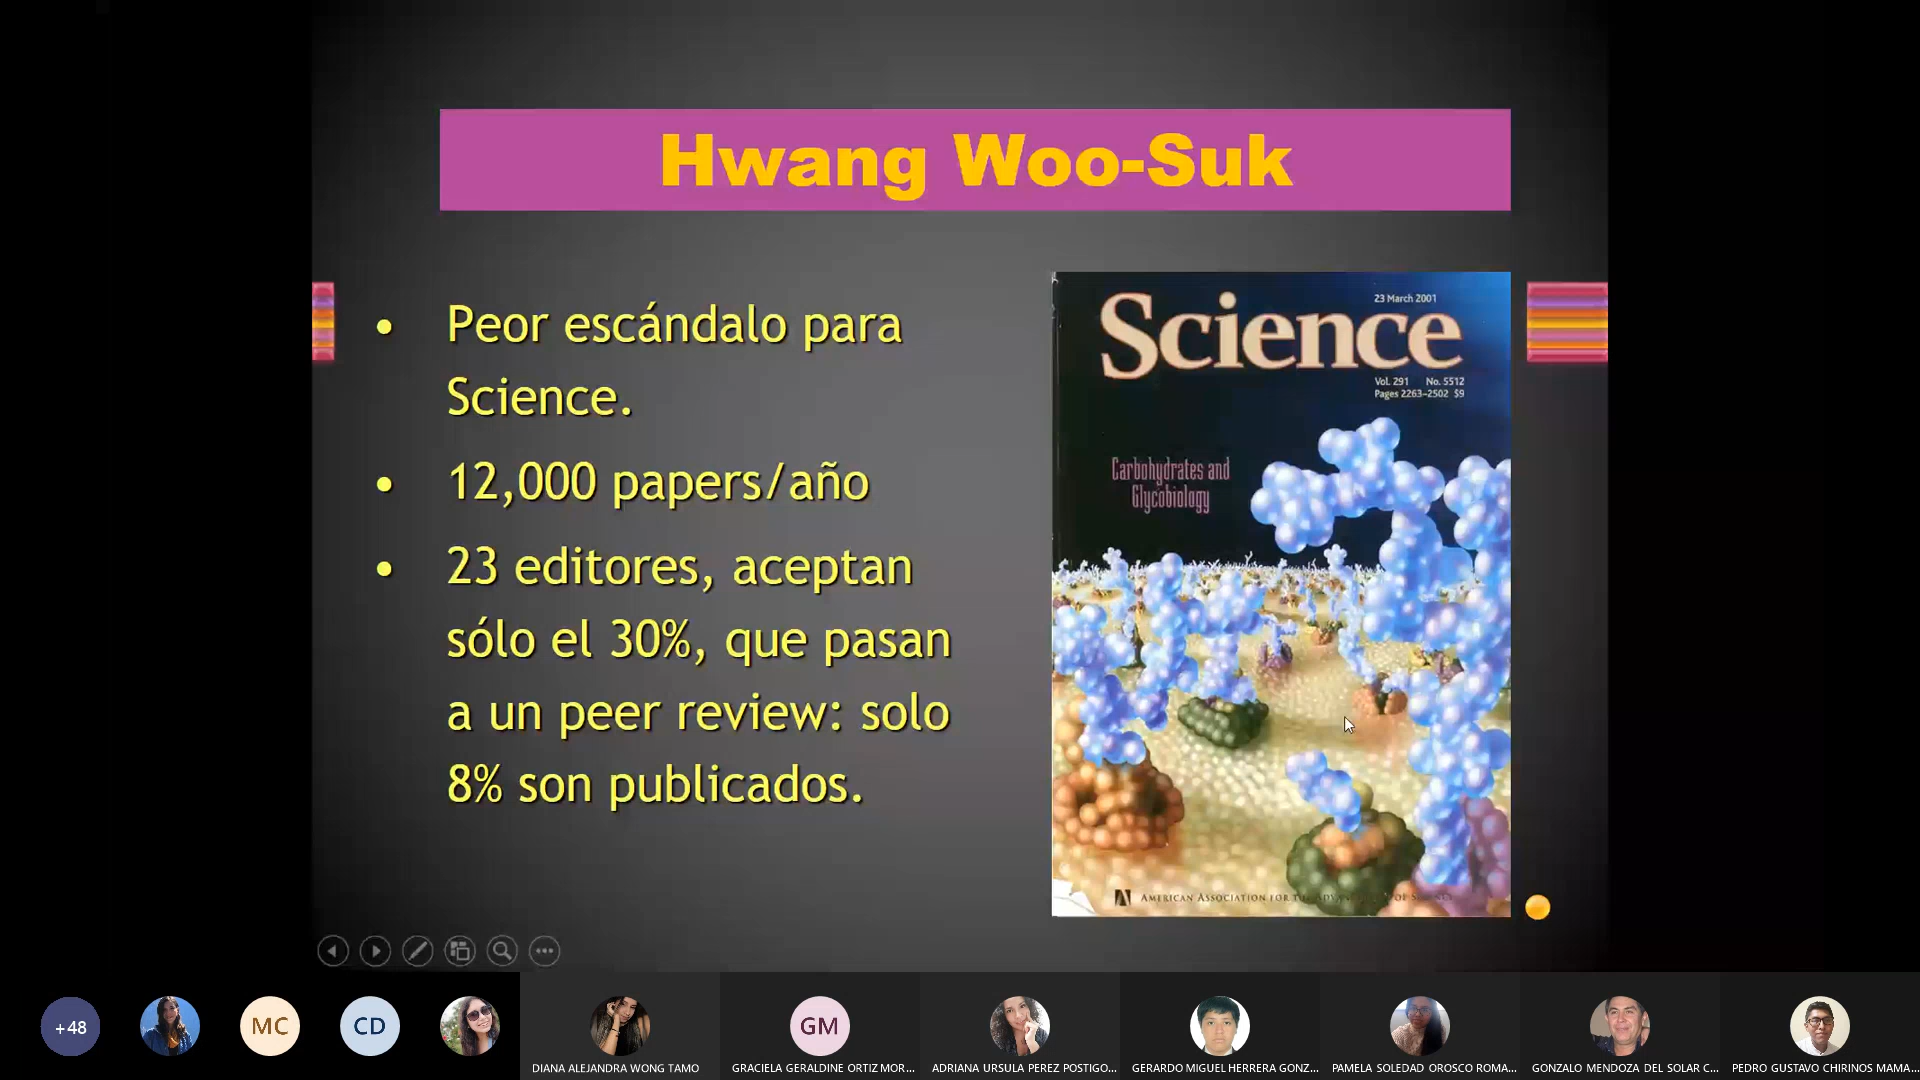 Hwang Woo-Suk
• Peor escándalo para
Science.
• 12,000 papers/año
• 23 editores, aceptan
sólo el 30%, que pasan
a un peer review: solo
8% son publicados.
23 March 2001
Science
Vol. 291 No. 5512
Pages 2263–2502 $9
Carbohydrates and
Glycobiology
American Association for the Advancement of Science
+48
MC
CD
GM
DIANA ALEJANDRA WONG TAMO
GRACIELA GERALDINE ORTIZ MOR...
ADRIANA URSULA PEREZ POSTIGO...
GERARDO MIGUEL HERRERA GONZ...
PAMELA SOLEDAD OROSCO ROMA...
GONZALO MENDOZA DEL SOLAR C...
PEDRO GUSTAVO CHIRINOS MAMA...